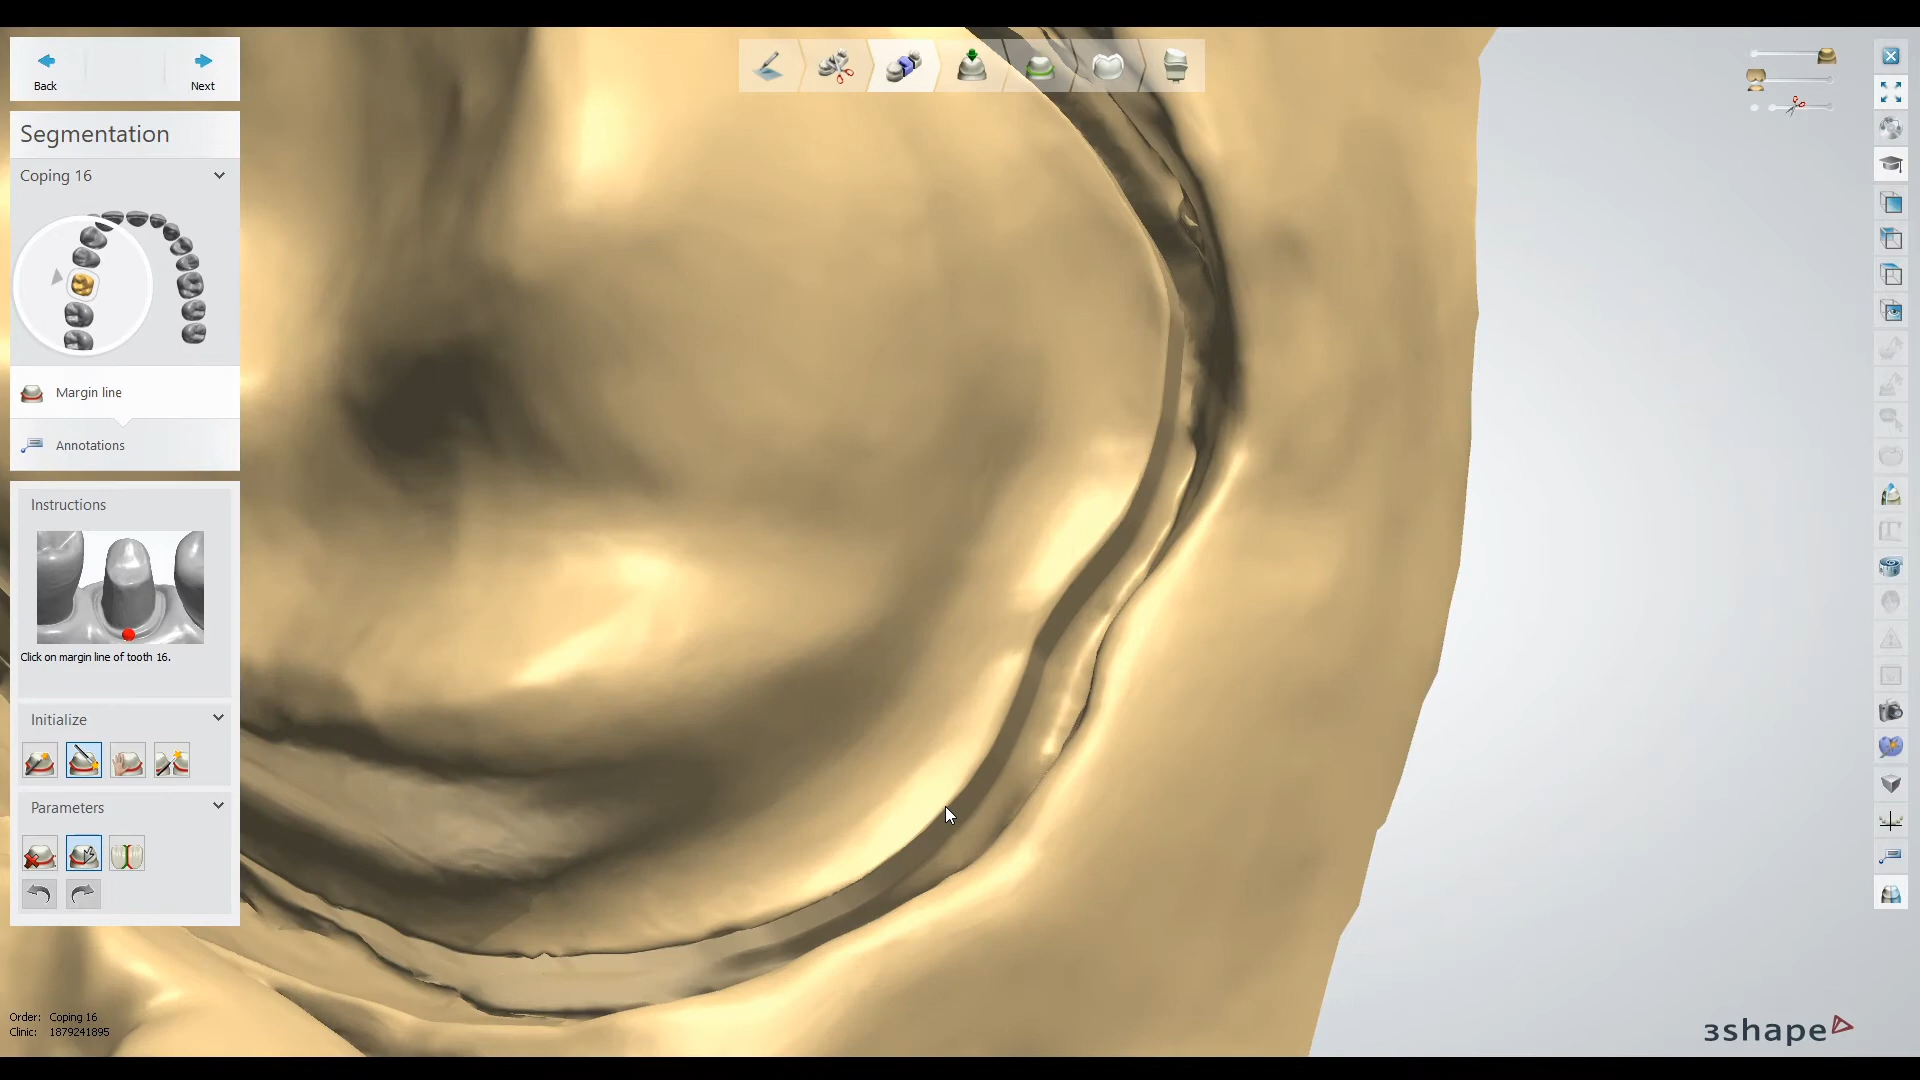 Back
Next
Segmentation
Coping 16
Margin line
Annotations
Instructions
Click on margin line of tooth 16.
Initialize
Parameters
Order: Coping 16
Clinic: 1879241895
3shape